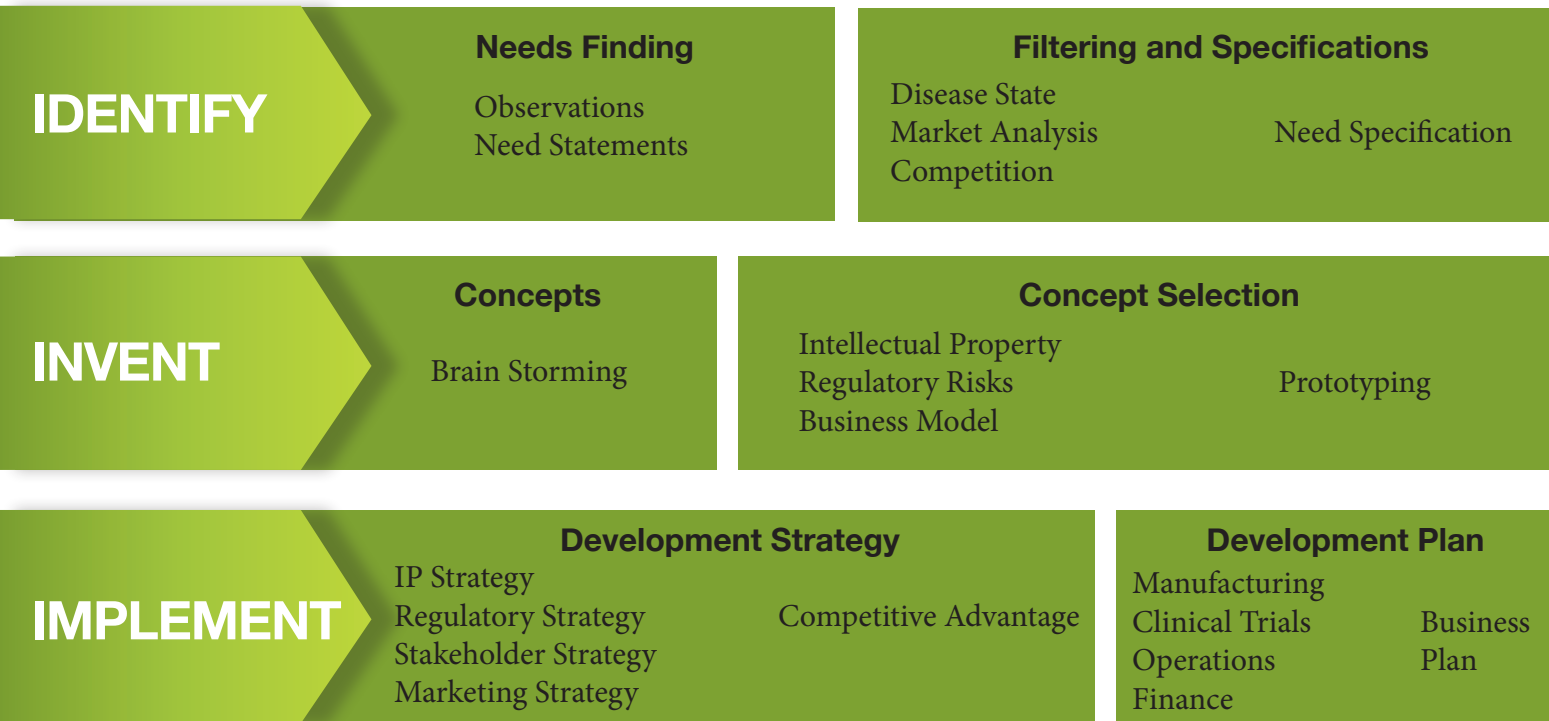 IDENTIFY
Needs Finding
Observations
Need Statements
Filtering and Specifications
Disease State
Market Analysis
Competition
Need Specification
INVENT
Concepts
Brain Storming
Concept Selection
Intellectual Property
Regulatory Risks
Business Model
Prototyping
IMPLEMENT
Development Strategy
IP Strategy
Regulatory Strategy
Stakeholder Strategy
Marketing Strategy
Competitive Advantage
Development Plan
Manufacturing
Clinical Trials
Operations
Finance
Business
Plan